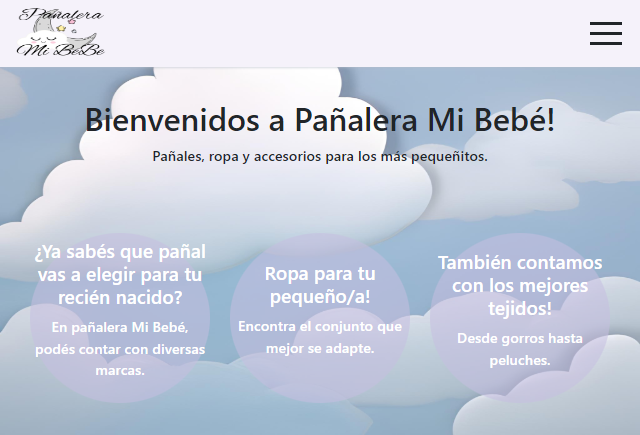 Pañalera
Mi BeBe
Bienvenidos a Pañalera Mi Bebé!
Pañales, ropa y accesorios para los más pequeñitos.
¿Ya sabés que pañal
vas a elegir para tu
recién nacido?
En pañalera Mi Bebé,
podés contar con diversas
marcas.
Ropa para tu
pequeño/a!
Encontra el conjunto que
mejor se adapte.
También contamos
con los mejores
tejidos!
Desde gorros hasta
peluches.